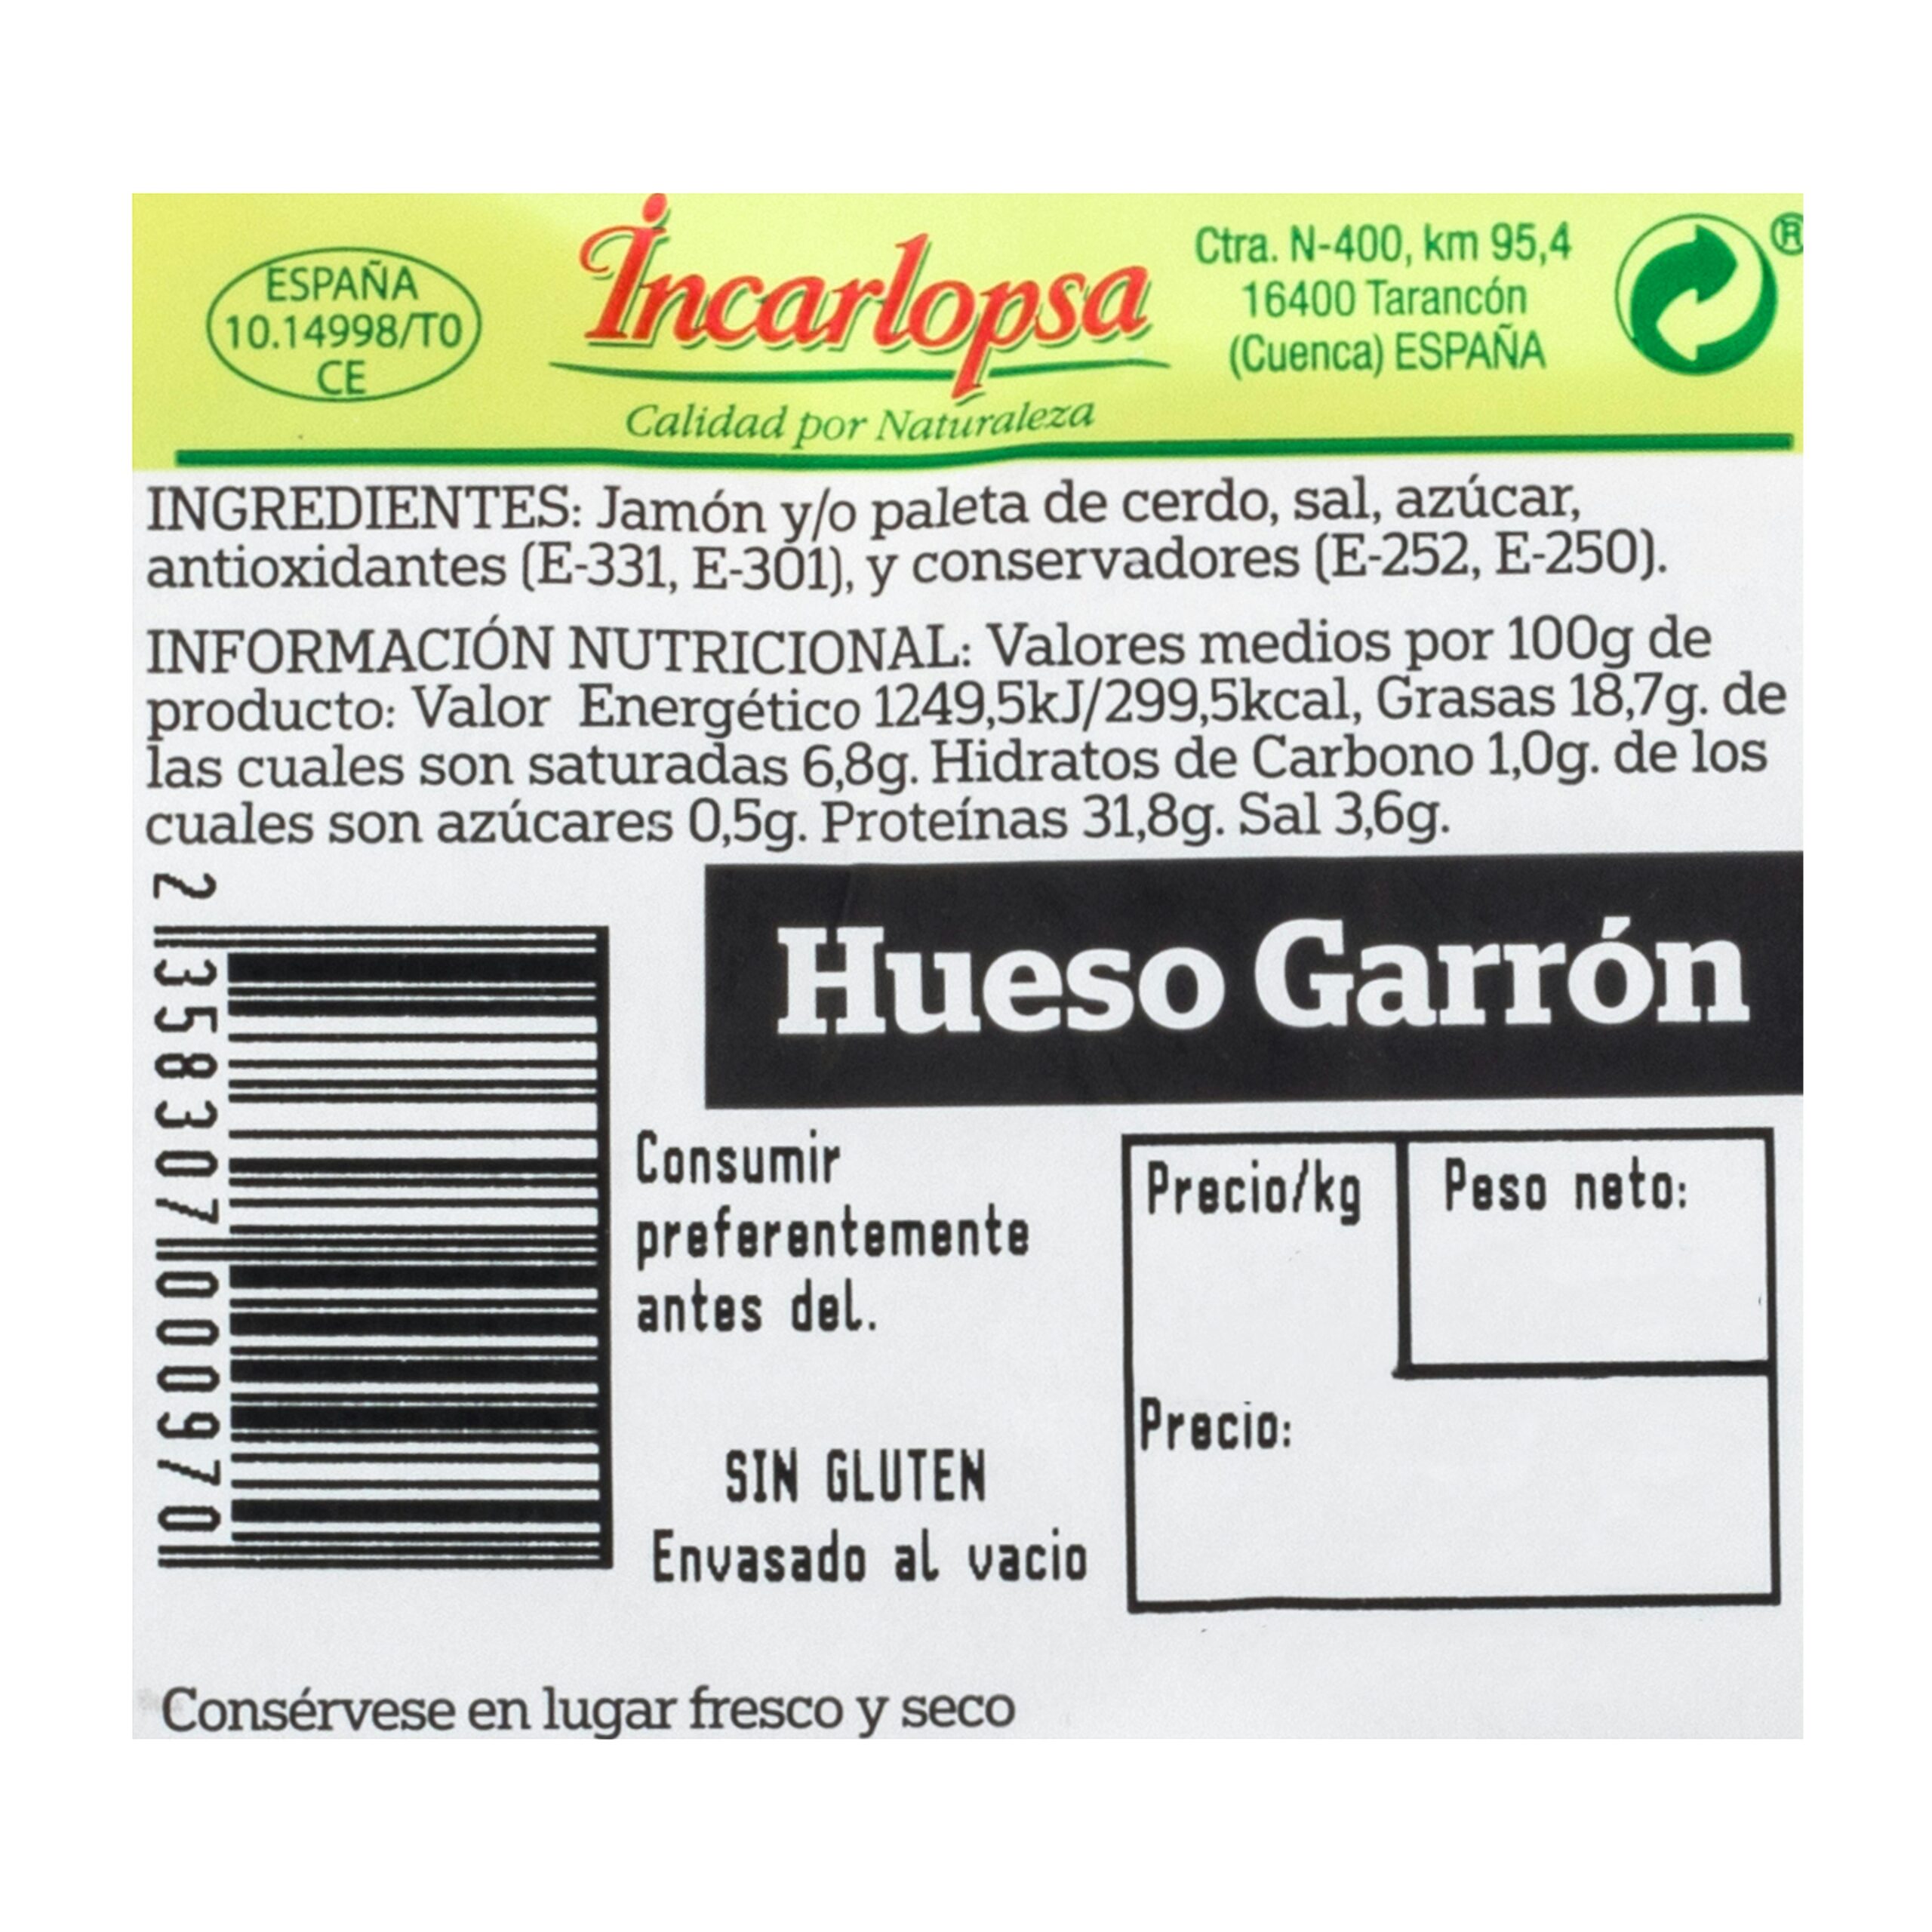 ESPAÑA
10.14998/TO
CE
Incarlopsa
Calidad por Naturaleza
Ctra. N-400, km 95,4
16400 Tarancón
(Cuenca) ESPAÑA
®
INGREDIENTES: Jamón y/o paleta de cerdo, sal, azúcar,
antioxidantes (E-331, E-301), y conservadores (E-252, E-250).
INFORMACIÓN NUTRICIONAL: Valores medios por 100g de
producto: Valor Energético 1249,5kJ/299,5kcal, Grasas 18,7g. de
las cuales son saturadas 6,8g. Hidratos de Carbono 1,0g. de los
cuales son azúcares 0,5g. Proteínas 31,8g. Sal 3,6g.
2 358307 000970
Hueso Garrón
Consumir
preferentemente
antes del.
SIN GLUTEN
Envasado al vacio
Precio/kg
Peso neto:
Precio:
Consérvese en lugar fresco y seco